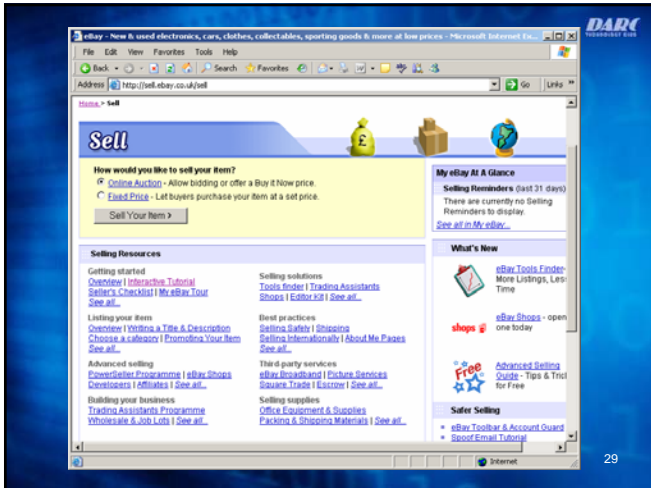 DARC
eBay - New & used electronics, cars, clothes, collectables, sporting goods & more at low prices - Microsoft Internet Ex...
File Edit View Favorites Tools Help
Back Search Favorites
Address http://sell.ebay.co.uk/sell Go Links »
Home > Sell
Sell
£
How would you like to sell your item?
Online Auction - Allow bidding or offer a Buy it Now price.
Fixed Price - Let buyers purchase your item at a set price.
Sell Your Item >
Selling Resources
Getting started
Overview | Interactive Tutorial
Seller's Checklist | My eBay Tour
See all...
Selling solutions
Tools finder | Trading Assistants
Shops | Editor Kit | See all...
Listing your item
Overview | Writing a Title & Description
Choose a category | Promoting Your Item
See all...
Best practices
Selling Safely | Shipping
Selling Internationally | About Me Pages
See all...
Advanced selling
PowerSeller Programme | eBay Shops
Developers | Affiliates | See all...
Third party services
eBay Broadband | Picture Services
Square Trade | Escrow | See all...
Building your business
Trading Assistants Programme
Wholesale & Job Lots | See all...
Selling supplies
Office Equipment & Supplies
Packing & Shipping Materials | See all...
My eBay At A Glance
Selling Reminders (last 31 days)
There are currently no Selling
Reminders to display.
See all in My eBay...
What's New
eBay Tools Finder-
More Listings, Less
Time
shops
eBay Shops - open
one today
Free
Advanced Selling
Guide - Tips & Tricl
for Free
Safer Selling
eBay Toolbar & Account Guard
Spoof Email Tutorial
Internet
29